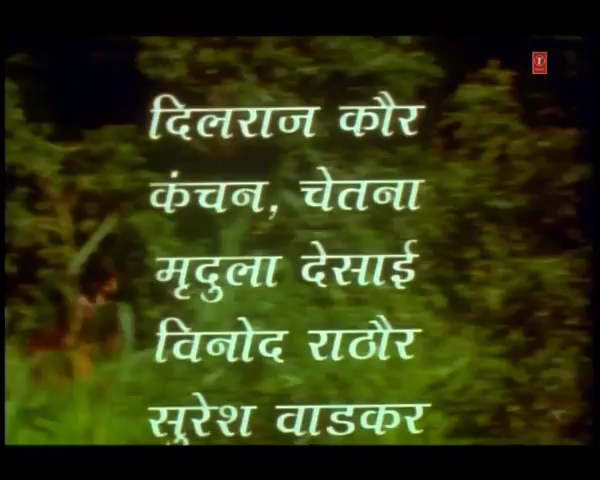 दिलराज कौर
कंचन, चेतना
मृदुला देसाई
विनोद राठौर
सुरेश वाडकर